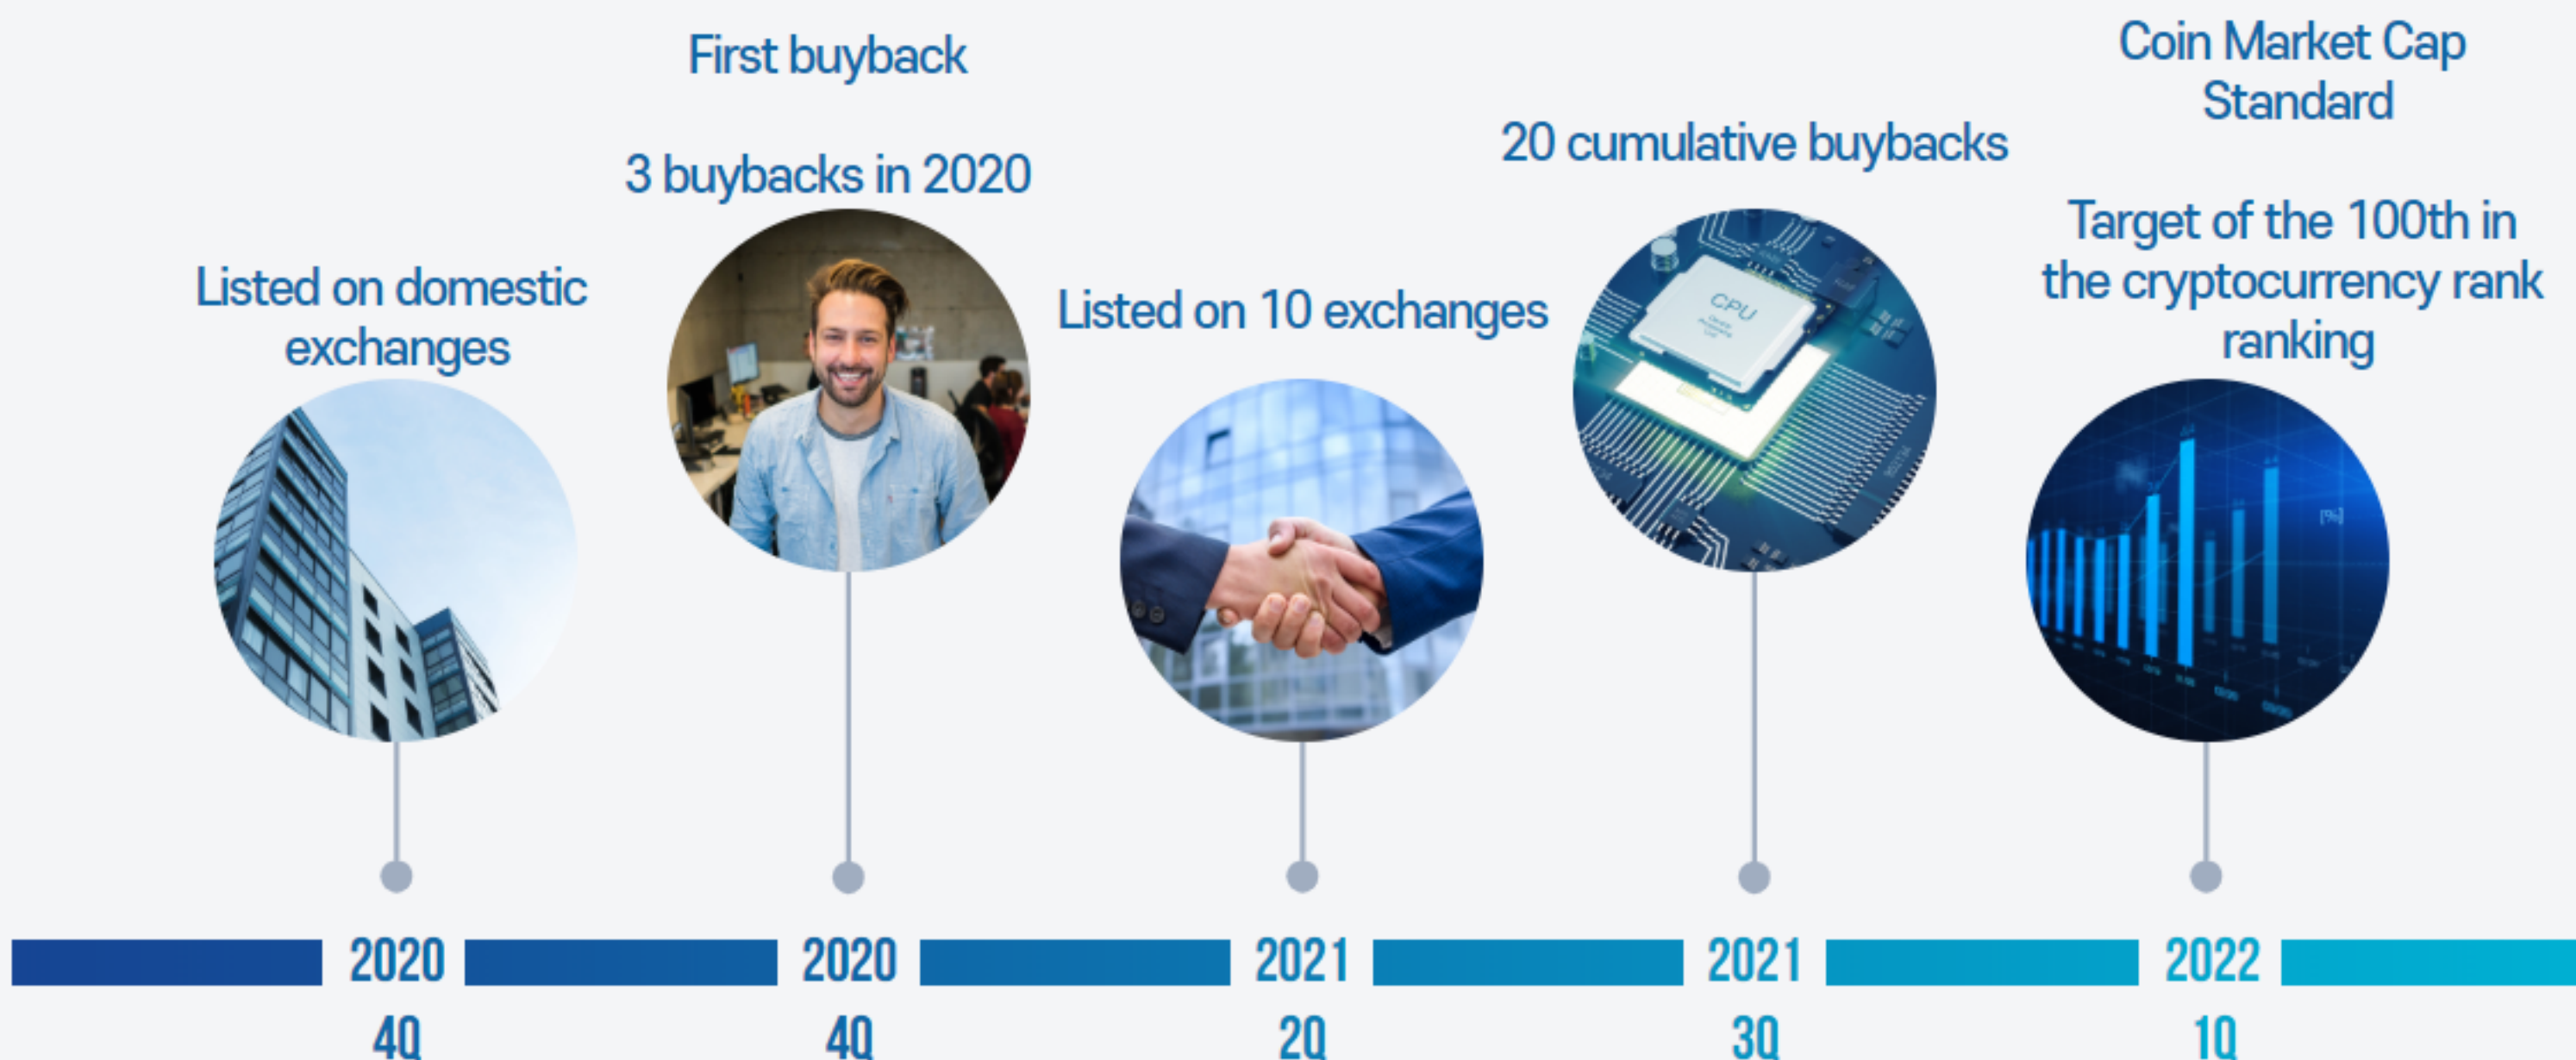 Listed on domestic
exchanges
First buyback
3 buybacks in 2020
Listed on 10 exchanges
20 cumulative buybacks
Coin Market Cap
Standard
Target of the 100th in
the cryptocurrency rank
ranking
CPU
[%]
2020
4Q
2020
4Q
2021
2Q
2021
3Q
2022
1Q